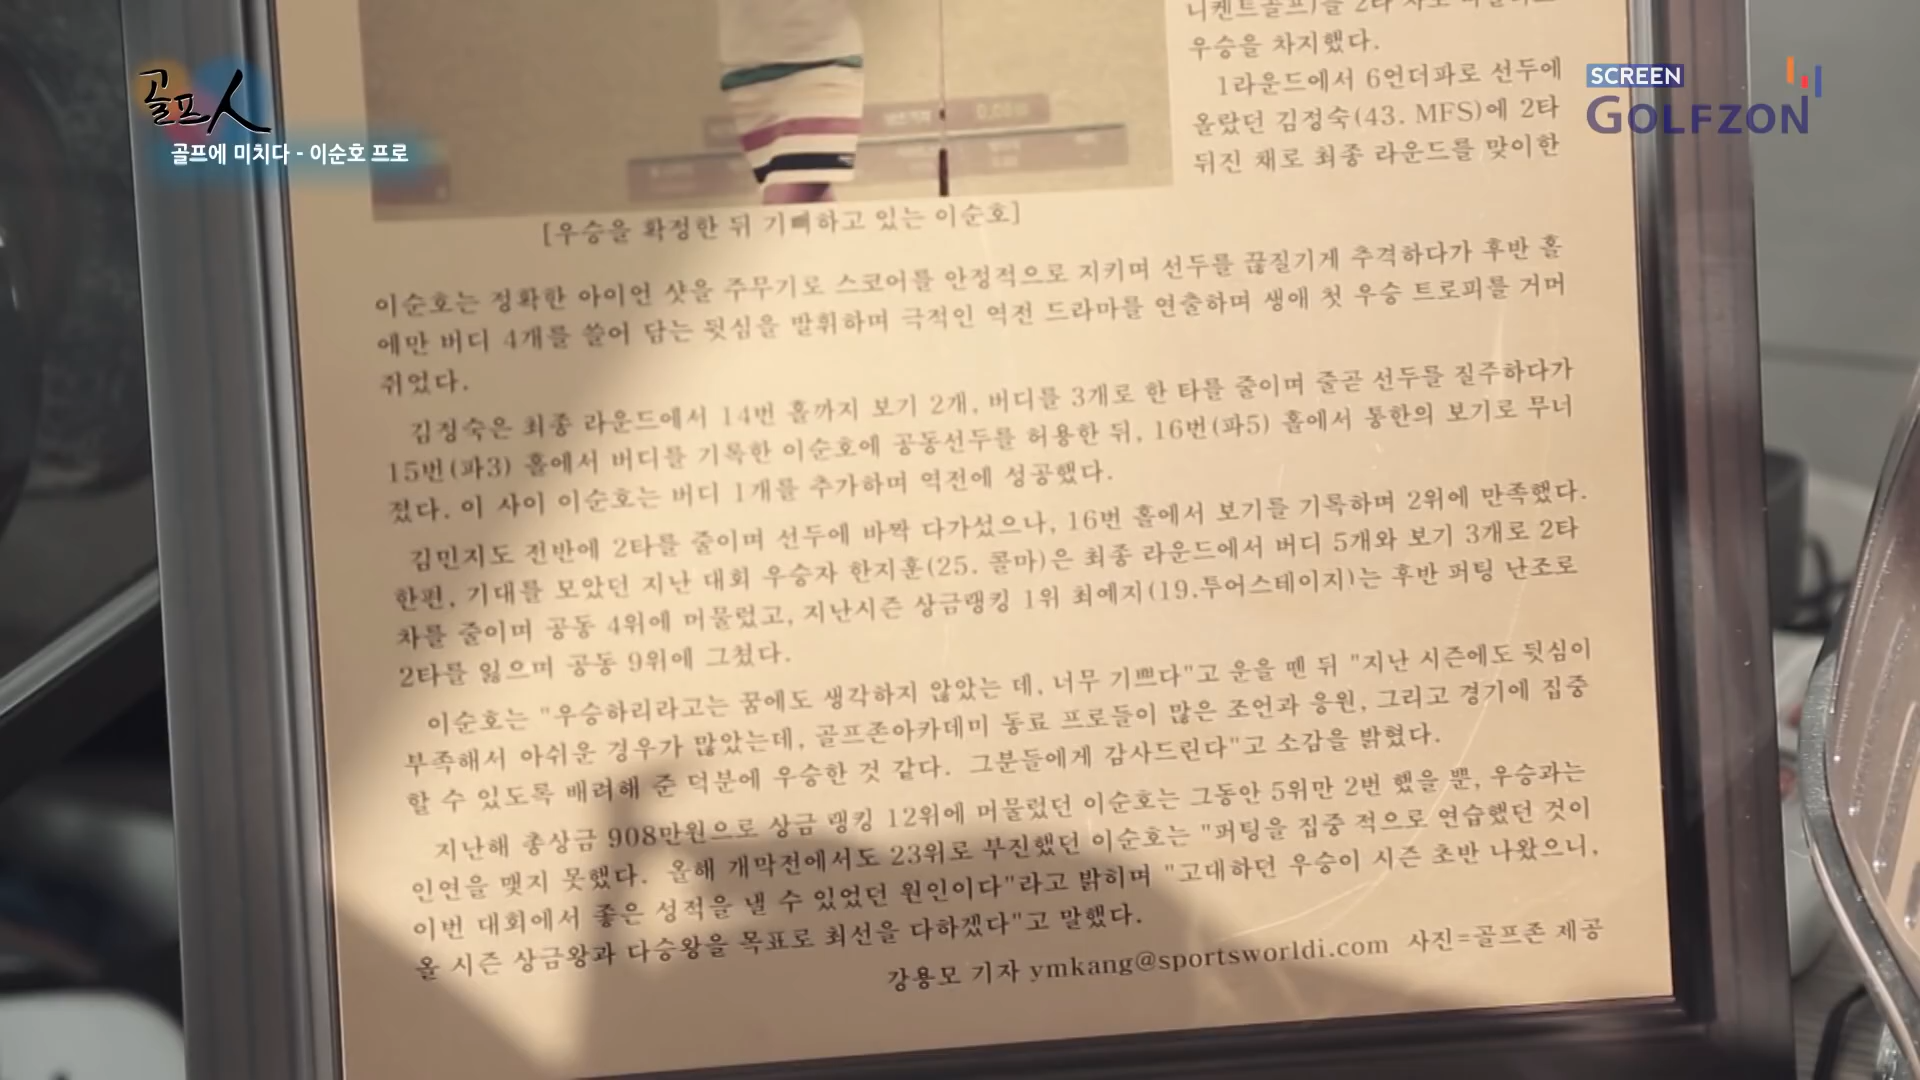 골프人
골프에 미치다 - 이순호 프로
SCREEN
GOLFZON
우승을 차지했다.
1라운드에서 6언더파로 선두에
올랐던 김정숙(43. MFS)에 2타
뒤진 채로 최종 라운드를 맞이한
[우승을 확정한 뒤 기뻐하고 있는 이순호]
이순호는 정확한 아이언 샷을 주무기로 스코어를 안정적으로 지키며 선두를 끊질기게 추격하다가 후반 홀
에만 버디 4개를 쓸어 담는 뒷심을 발휘하며 극적인 역전 드라마를 연출하며 생애 첫 우승 트로피를 거머
쥐었다.
김정숙은 최종 라운드에서 14번 홀까지 보기 2개, 버디를 3개로 한 타를 줄이며 줄곧 선두를 질주하다가
15번(파3) 홀에서 버디를 기록한 이순호에 공동선두를 허용한 뒤, 16번(파5) 홀에서 통한의 보기로 무너
졌다. 이 사이 이순호는 버디 1개를 추가하며 역전에 성공했다.
김민지도 전반에 2타를 줄이며 선두에 바짝 다가섰으나, 16번 홀에서 보기를 기록하며 2위에 만족했다.
한편, 기대를 모았던 지난 대회 우승자 한지훈(25. 콜마)은 최종 라운드에서 버디 5개와 보기 3개로 2타
차를 줄이며 공동 4위에 머물렀고, 지난시즌 상금랭킹 1위 최예지(19.투어스테이지)는 후반 퍼팅 난조로
2타를 잃으며 공동 9위에 그쳤다.
이순호는 "우승하리라고는 꿈에도 생각하지 않았는 데, 너무 기쁘다"고 운을 뗀 뒤 "지난 시즌에도 뒷심이
부족해서 아쉬운 경우가 많았는데, 골프존아카데미 동료 프로들이 많은 조언과 응원, 그리고 경기에 집중
할 수 있도록 배려해 준 덕분에 우승한 것 같다. 그분들에게 감사드린다"고 소감을 밝혔다.
지난해 총상금 908만원으로 상금 랭킹 12위에 머물렀던 이순호는 그동안 5위만 2번 했을 뿐, 우승과는
인연을 맺지 못했다. 올해 개막전에서도 23위로 부진했던 이순호는 "퍼팅을 집중 적으로 연습했던 것이
이번 대회에서 좋은 성적을 낼 수 있었던 원인이다"라고 밝히며 "고대하던 우승이 시즌 초반 나왔으니,
올 시즌 상금왕과 다승왕을 목표로 최선을 다하겠다"고 말했다.
강용모 기자 ymkang@sportsworldi.com 사진=골프존 제공